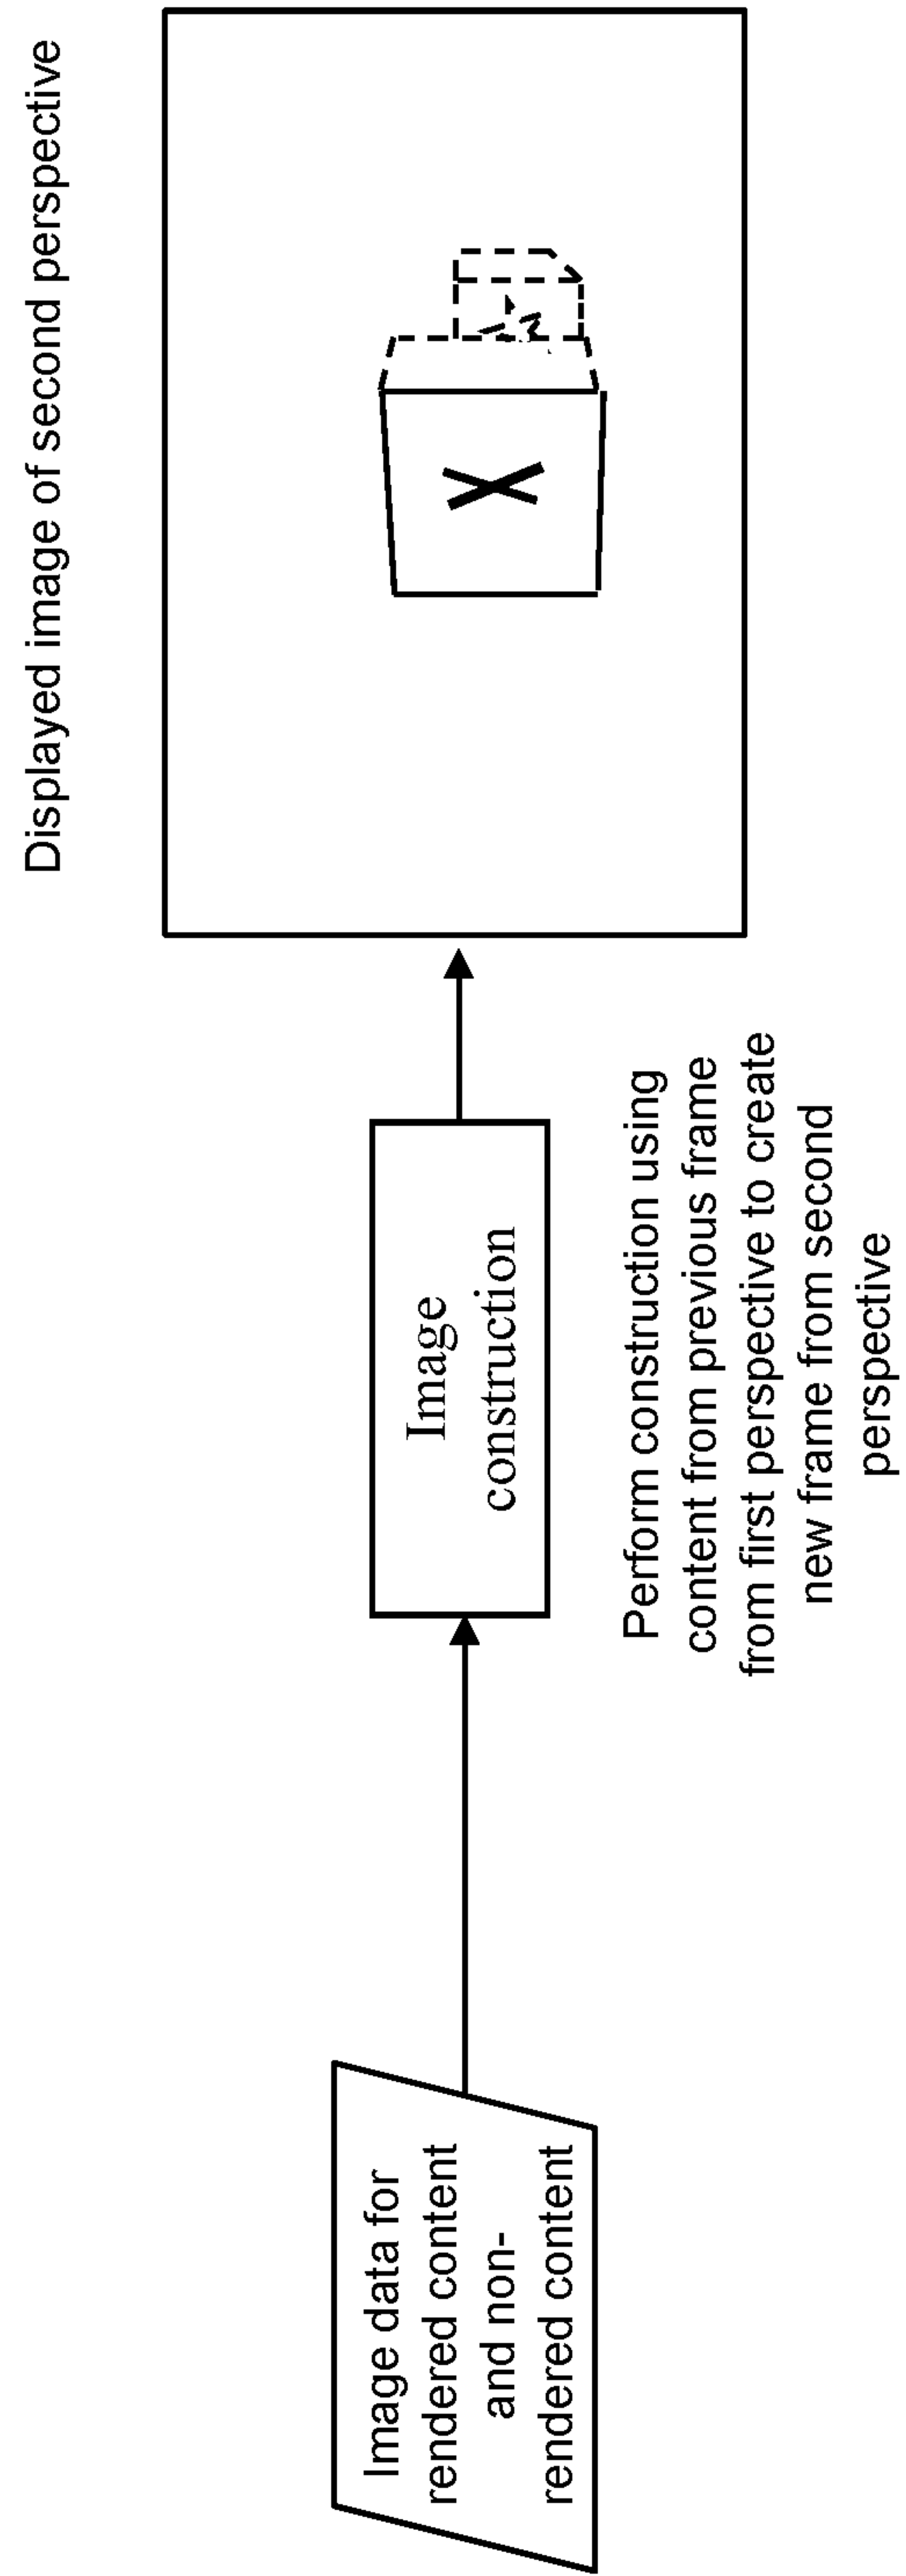 Image data for
rendered content
and non-
rendered content
Image
construction
Perform construction using
content from previous frame
from first perspective to create
new frame from second
perspective
Displayed image of second perspective
X